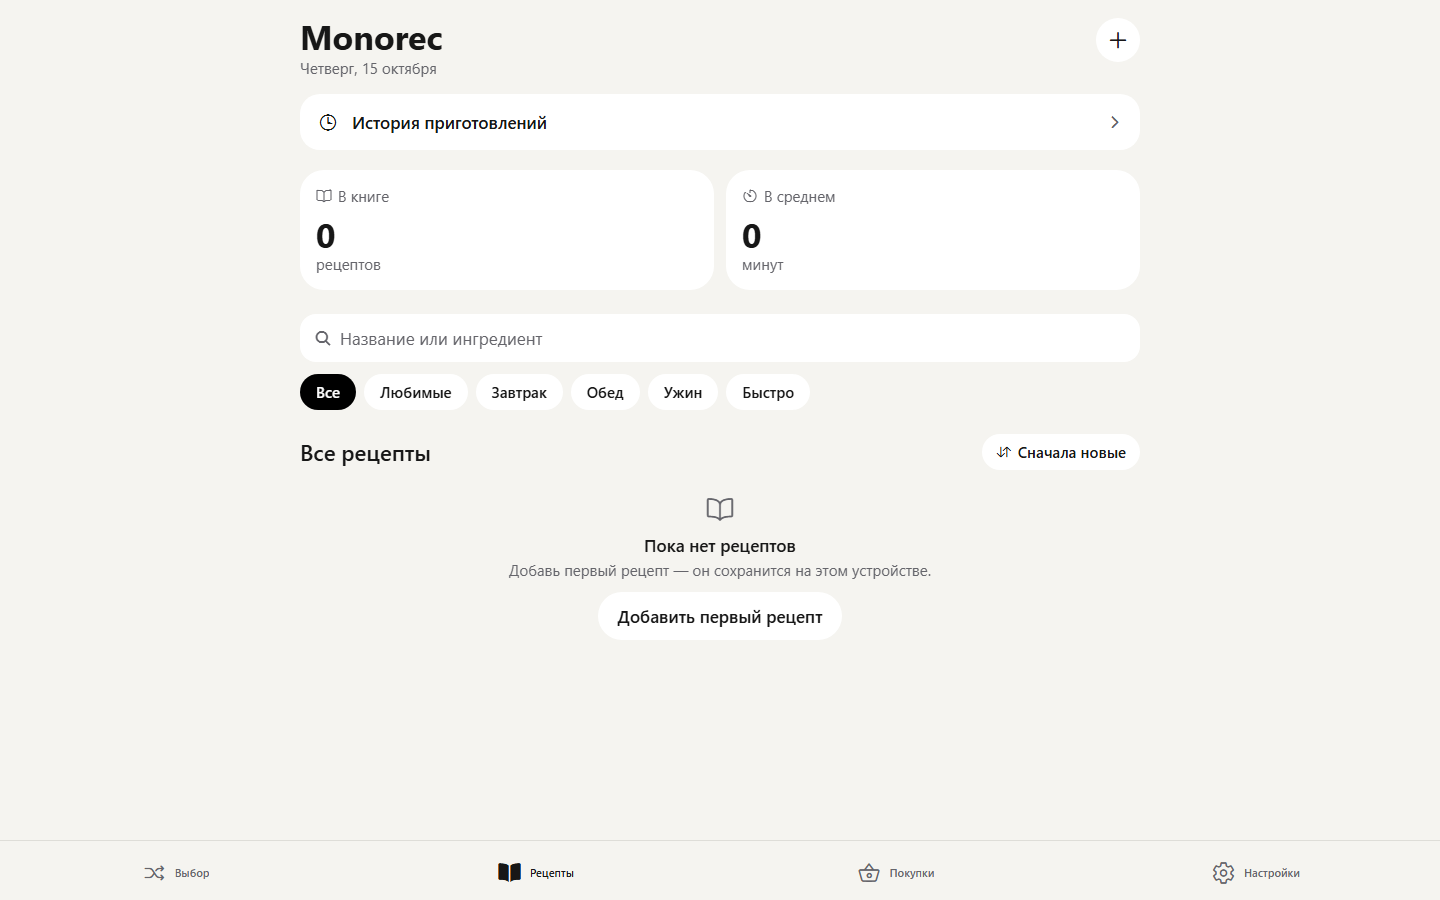 Monorec
Четверг, 15 октября
История приготовлений
В книге
0
рецептов
В среднем
0
минут
Название или ингредиент
Все
Любимые
Завтрак
Обед
Ужин
Быстро
Все рецепты
Сначала новые
Пока нет рецептов
Добавь первый рецепт — он сохранится на этом устройстве.
Добавить первый рецепт
Выбор
Рецепты
Покупки
Настройки